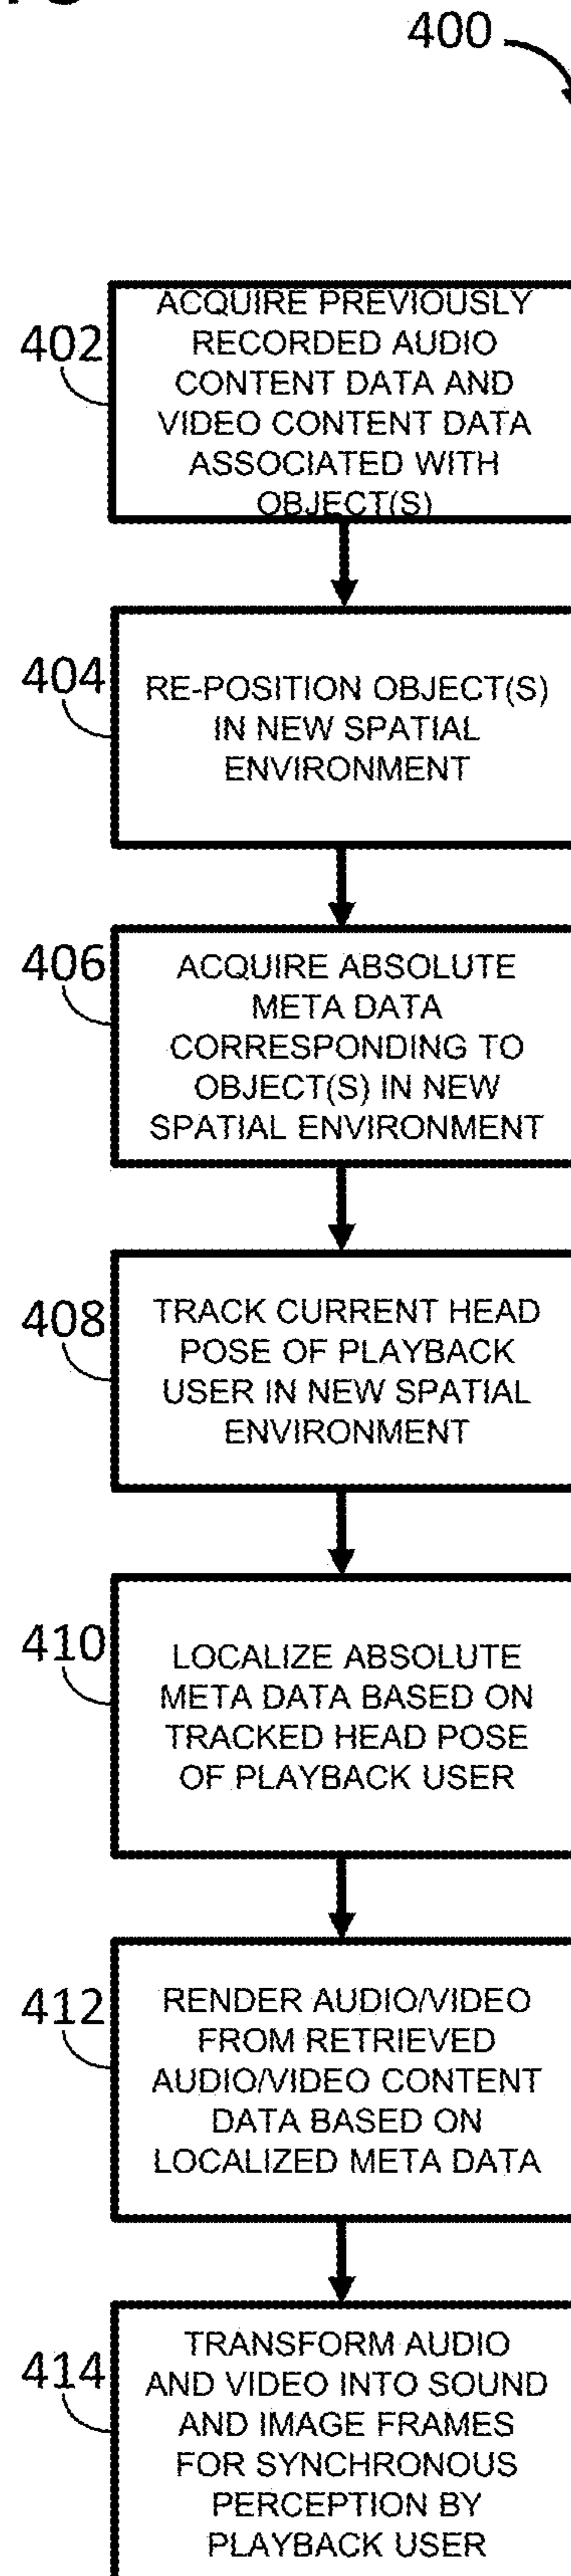 400
402
ACQUIRE PREVIOUSLY
RECORDED AUDIO
CONTENT DATA AND
VIDEO CONTENT DATA
ASSOCIATED WITH
OBJECT(S)
404
RE-POSITION OBJECT(S)
IN NEW SPATIAL
ENVIRONMENT
406
ACQUIRE ABSOLUTE
META DATA
CORRESPONDING TO
OBJECT(S) IN NEW
SPATIAL ENVIRONMENT
408
TRACK CURRENT HEAD
POSE OF PLAYBACK
USER IN NEW SPATIAL
ENVIRONMENT
410
LOCALIZE ABSOLUTE
META DATA BASED ON
TRACKED HEAD POSE
OF PLAYBACK USER
412
RENDER AUDIO/VIDEO
FROM RETRIEVED
AUDIO/VIDEO CONTENT
DATA BASED ON
LOCALIZED META DATA
414
TRANSFORM AUDIO
AND VIDEO INTO SOUND
AND IMAGE FRAMES
FOR SYNCHRONOUS
PERCEPTION BY
PLAYBACK USER